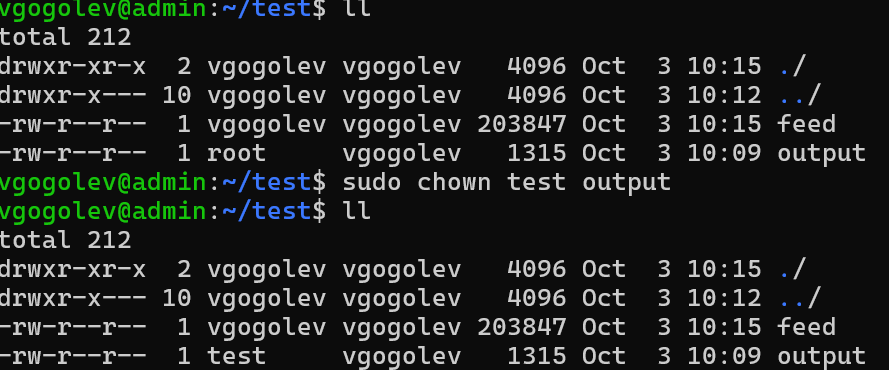 vgogolev@admin:~/test$ ll
total 212
drwxr-xr-x  2 vgogolev vgogolev   4096 Oct  3 10:15 ./
drwxr-x--- 10 vgogolev vgogolev   4096 Oct  3 10:12 ../
-rw-r--r--  1 vgogolev vgogolev 203847 Oct  3 10:15 feed
-rw-r--r--  1 root     vgogolev   1315 Oct  3 10:09 output
vgogolev@admin:~/test$ sudo chown test output
vgogolev@admin:~/test$ ll
total 212
drwxr-xr-x  2 vgogolev vgogolev   4096 Oct  3 10:15 ./
drwxr-x--- 10 vgogolev vgogolev   4096 Oct  3 10:12 ../
-rw-r--r--  1 vgogolev vgogolev 203847 Oct  3 10:15 feed
-rw-r--r--  1 test     vgogolev   1315 Oct  3 10:09 output